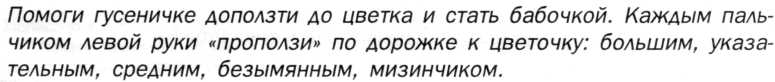 Помоги гусеничке доползти до цветка и стать бабочкой. Каждым паль-
чиком левой руки «проползи» по дорожке к цветочку: большим, указа-
тельным, средним, безымянным, мизинчиком.